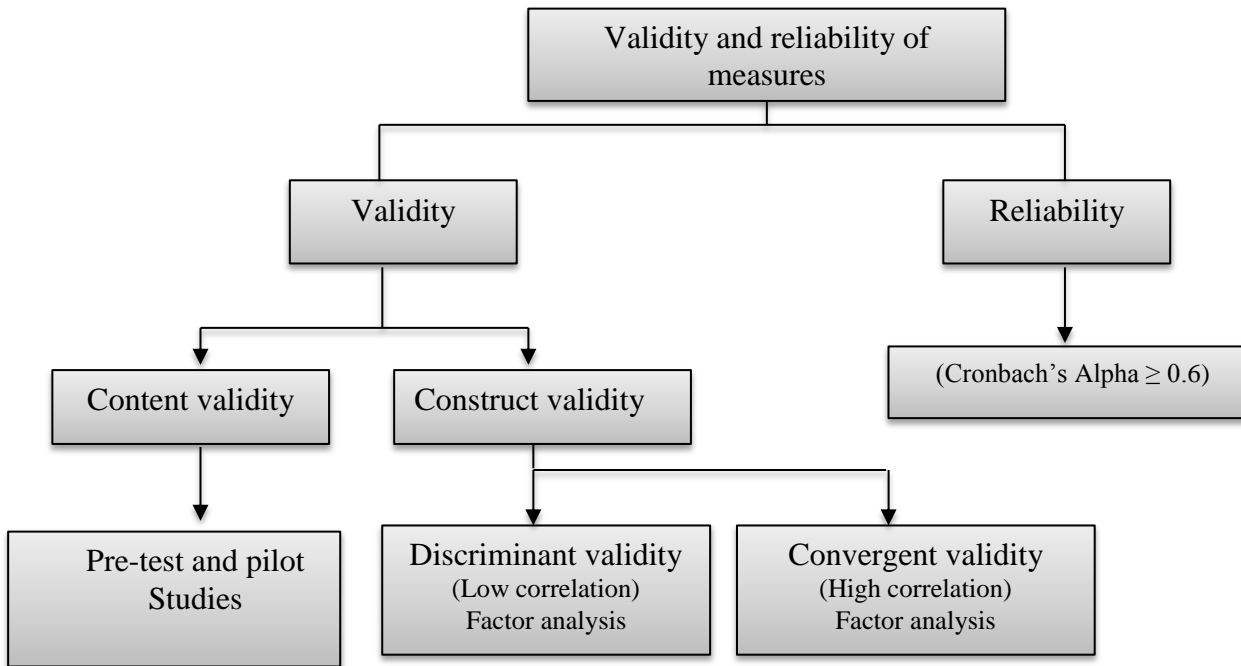 Validity and reliability of
measures
Validity
Reliability
Content validity
Construct validity
(Cronbach’s Alpha ≥ 0.6)
Pre-test and pilot
Studies
Discriminant validity
(Low correlation)
Factor analysis
Convergent validity
(High correlation)
Factor analysis